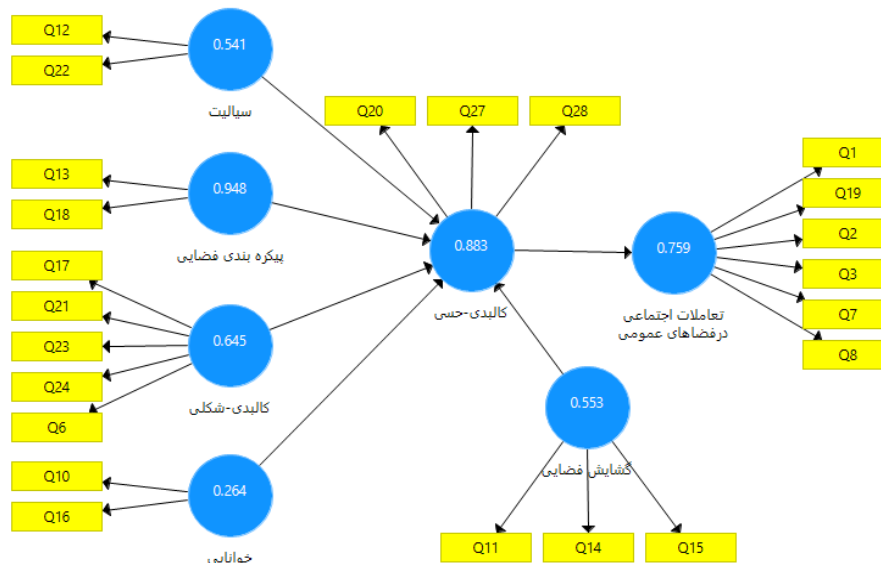 Q12
Q22
0.541
سیالیت
Q20
Q27
Q28
Q13
Q18
0.948
پیکره بندی فضایی
0.883
کالبدی-حسی
0.759
تعاملات اجتماعی
درفضاهای عمومی
Q1
Q19
Q2
Q3
Q7
Q8
Q17
Q21
Q23
Q24
Q6
0.645
کالبدی-شکلی
0.553
گشایش فضایی
Q10
Q16
0.264
خوانایی
Q11
Q14
Q15